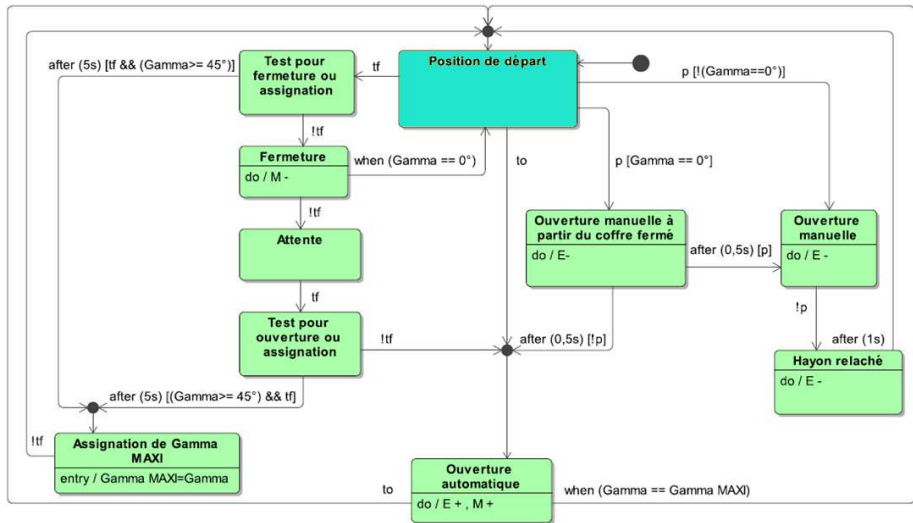 after (5s) [tf && (Gamma>= 45°)]
Test pour
fermeture ou
assignation
tf
Position de départ
p [!(Gamma==0°)]
!tf
Fermeture
do / M -
when (Gamma == 0°)
to
p [Gamma == 0°]
!tf
Attente
Ouverture manuelle à
partir du coffre fermé
do / E-
after (0,5s) [p]
Ouverture
manuelle
do / E -
tf
Test pour
ouverture ou
assignation
!tf
after (0,5s) [!p]
!p
after (1s)
Hayon relaché
do / E -
after (5s) [(Gamma>= 45°) && tf]
!tf
Assignation de Gamma
MAXI
entry / Gamma MAXI=Gamma
to
Ouverture
automatique
do / E + , M +
when (Gamma == Gamma MAXI)